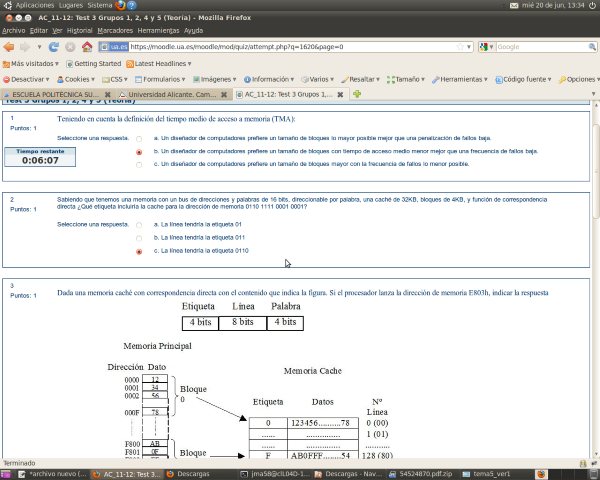 Aplicaciones Lugares Sistema
mié 20 de jun, 13:34
AC_11-12: Test 3 Grupos 1, 2, 4 y 5 (Teoría) - Mozilla Firefox
Archivo Editar Ver Historial Marcadores Herramientas Ayuda
ua.es https://moodle.ua.es/moodle/mod/quiz/attempt.php?q=1620&page=0
Google
Más visitados Getting Started Latest Headlines
Desactivar Cookies CSS Formularios Imágenes Información Varios Resaltar Tamaño Herramientas Código fuente Opciones
ESCUELA POLITÉCNICA SU... Universidad Alicante. Cam... AC_11-12: Test 3 Grupos 1,...
Test 3 Grupos 1, 2, 4 y 5 (Teoría)
1
Puntos: 1
Teniendo en cuenta la definición del tiempo medio de acceso a memoria (TMA):
Seleccione una respuesta.
a. Un diseñador de computadores prefiere un tamaño de bloques lo mayor posible mejor que una penalización de fallos baja.
b. Un diseñador de computadores prefiere un tamaño de bloques con tiempo de acceso medio menor mejor que una frecuencia de fallos baja.
c. Un diseñador de computadores prefiere un tamaño de bloques mayor con la frecuencia de fallos lo menor posible.
Tiempo restante
0:06:07
2
Puntos: 1
Sabiendo que tenemos una memoria con un bus de direcciones y palabras de 16 bits, direccionable por palabra, una caché de 32KB, bloques de 4KB, y función de correspondencia
directa ¿Qué etiqueta incluiría la cache para la dirección de memoria 0110 1111 0001 0001?
Seleccione una respuesta.
a. La línea tendría la etiqueta 01
b. La línea tendría la etiqueta 011
c. La línea tendría la etiqueta 0110
3
Puntos: 1
Dada una memoria caché con correspondencia directa con el contenido que indica la figura. Si el procesador lanza la dirección de memoria E803h, indicar la respuesta
Etiqueta Línea Palabra
4 bits 8 bits 4 bits
Memoria Principal
Memoria Cache
Dirección Dato
0000 12
0001 34
0002 56
Bloque
0
000F 78
Etiqueta Datos Nº
Línea
0 123456.........78 0 (00)
...... ............... 1 (01)
...... ............... ..........
F AB0FFF.......54 128 (80)
F800 AB
F801 0F
Bloque
Terminado
*archivo nuevo (... AC_11-12: Test 3... Descargas jma58@cIL04D-1... Descargas - Nav... 54524870.pdf.zip tema5_ver1